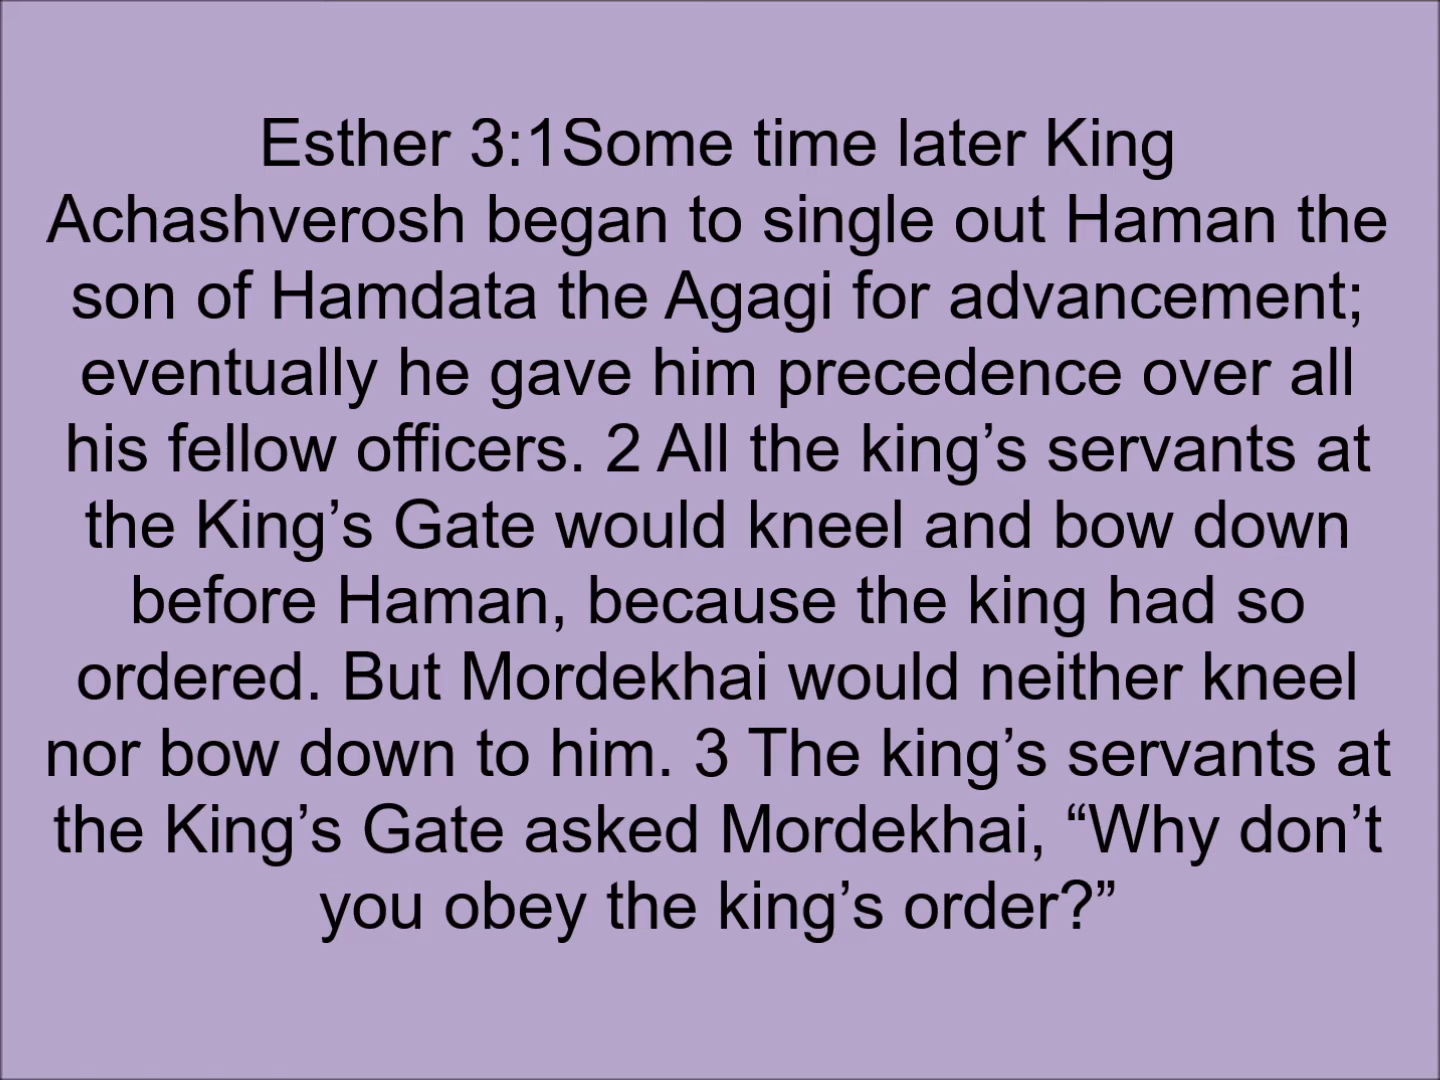 Esther 3:1Some time later King
Achashverosh began to single out Haman the
son of Hamdata the Agagi for advancement;
eventually he gave him precedence over all
his fellow officers. 2 All the king’s servants at
the King’s Gate would kneel and bow down
before Haman, because the king had so
ordered. But Mordekhai would neither kneel
nor bow down to him. 3 The king’s servants at
the King’s Gate asked Mordekhai, “Why don’t
you obey the king’s order?”